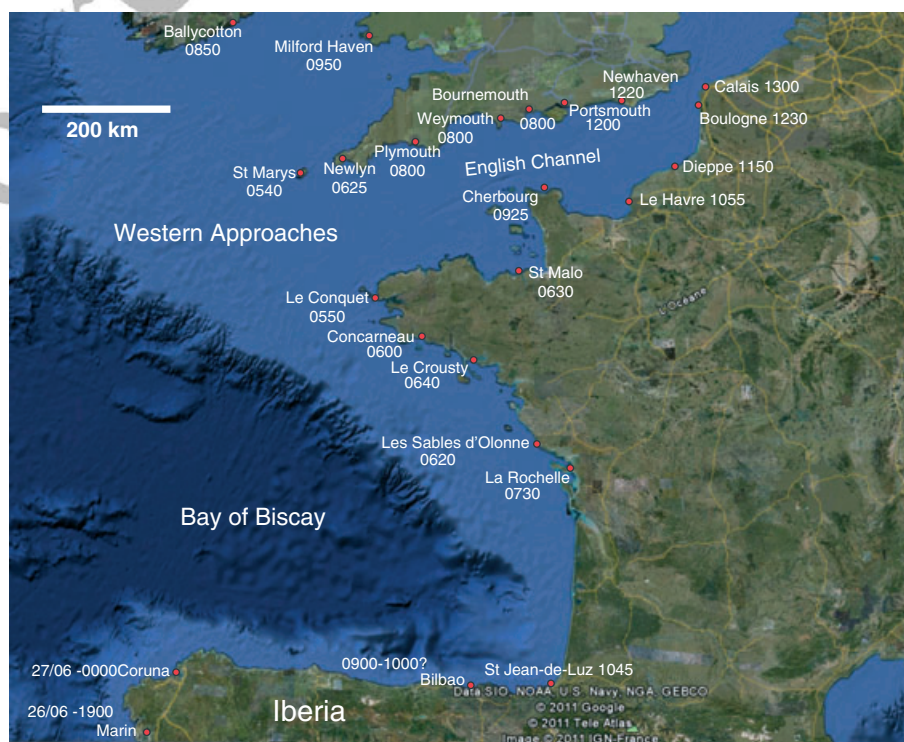 Ballycotton
0850
Milford Haven
0950
200 km
Bournemouth
0800
Newhaven
1220
Calais 1300
Boulogne 1230
Portsmouth
1200
Weymouth
0800
Plymouth
0800
Newlyn
0625
St Marys
0540
English Channel
Dieppe 1150
Cherbourg
0925
Le Havre 1055
Western Approaches
St Malo
0630
Le Conquet
0550
L'Océane
Concarneau
0600
Le Crousty
0640
Les Sables d'Olonne
0620
La Rochelle
0730
Bay of Biscay
27/06 -0000Coruna
0900-1000?
Bilbao
St Jean-de-Luz 1045
Data SIO, NOAA, U.S. Navy, NGA, GEBCO
© 2011 Google
© 2011 Tele Atlas
Image © 2011 IGN-France
26/06 -1900
Marin
Iberia